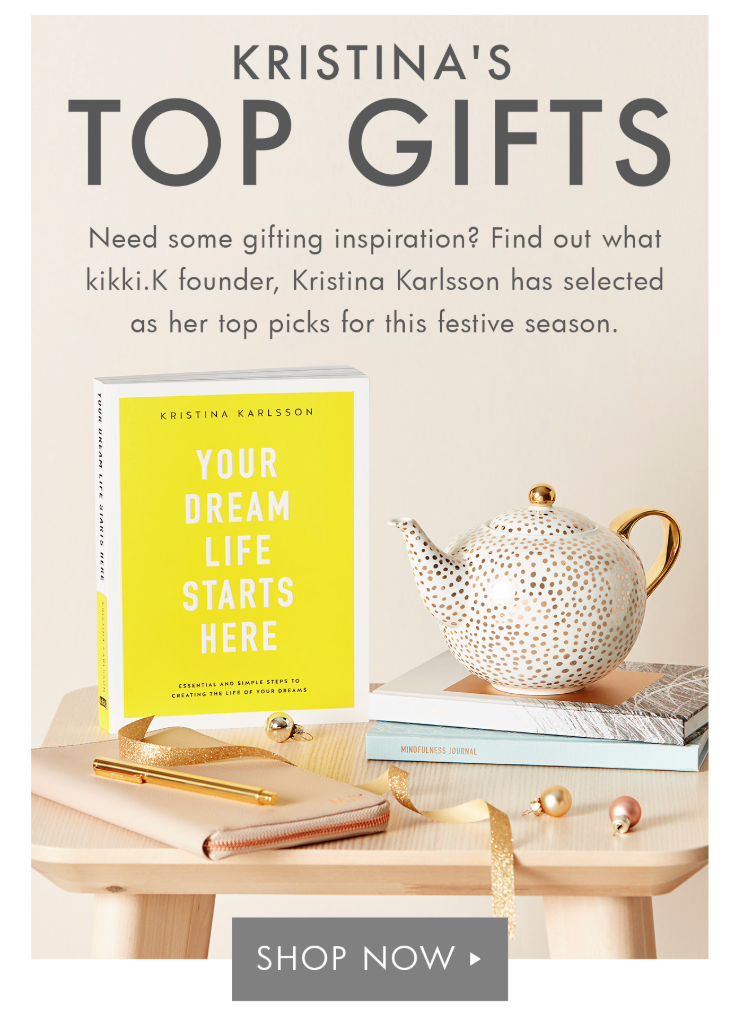 KRISTINA'S
TOP GIFTS
Need some gifting inspiration? Find out what
kikki.K founder, Kristina Karlsson has selected
as her top picks for this festive season.
YOUR DREAM LIFE STARTS HERE
KRISTINA KARLSSON
KRISTINA KARLSSON
YOUR
DREAM
LIFE
STARTS
HERE
ESSENTIAL AND SIMPLE STEPS TO
CREATING THE LIFE OF YOUR DREAMS
MINDFULNESS JOURNAL
SHOP NOW